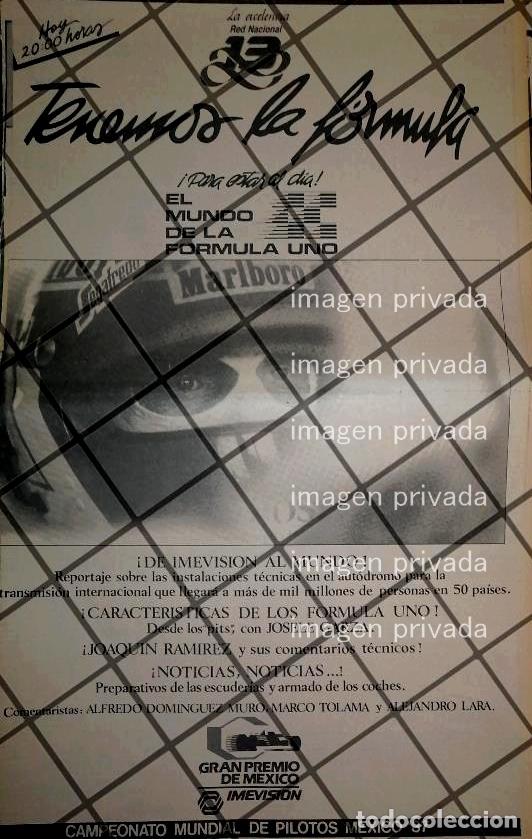 Hoy
20:00 horas
La excelencia
Red Nacional
13
Tenemos la fórmula
¡Para estar al día!
EL
MUNDO
DE LA
FORMULA UNO
Segafredo
Marlboro
imagen privada
imagen privada
imagen privada
imagen privada
imagen privada
imagen privada
¡DE IMEVISION AL MUNDO!
Reportaje sobre las instalaciones técnicas en el autódromo para la
transmisión internacional que llegará a más de mil millones de personas en 50 países.
¡CARACTERISTICAS DE LOS FORMULA UNO!
Desde los pits, con JOSE
¡JOAQUIN RAMIREZ y sus comentarios técnicos!
¡NOTICIAS, NOTICIAS...!
Preparativos de las escuderías y armado de los coches.
Comentaristas: ALFREDO DOMINGUEZ MURO, MARCO TOLAMA y ALEJANDRO LARA.
GRAN PREMIO
DE MEXICO
IMEVISIÓN
CAMPEONATO MUNDIAL DE PILOTOS MEXICO
todocoleccion